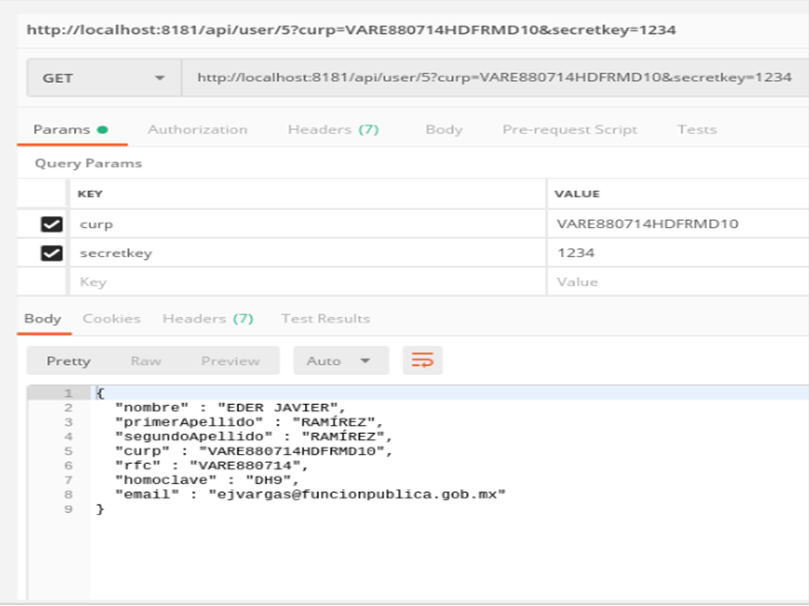 http://localhost:8181/api/user/5?curp=VARE880714HDFRMD10&secretkey=1234
GET http://localhost:8181/api/user/5?curp=VARE880714HDFRMD10&secretkey=1234
Params Authorization Headers (7) Body Pre-request Script Tests
Query Params
KEY VALUE
curp VARE880714HDFRMD10
secretkey 1234
Key Value
Body Cookies Headers (7) Test Results
Pretty Raw Preview Auto
1 {
2 "nombre" : "EDER JAVIER",
3 "primerApellido" : "RAMÍREZ",
4 "segundoApellido" : "RAMÍREZ",
5 "curp" : "VARE880714HDFRMD10",
6 "rfc" : "VARE880714",
7 "homoclave" : "DH9",
8 "email" : "ejvargas@funcionpublica.gob.mx"
9 }